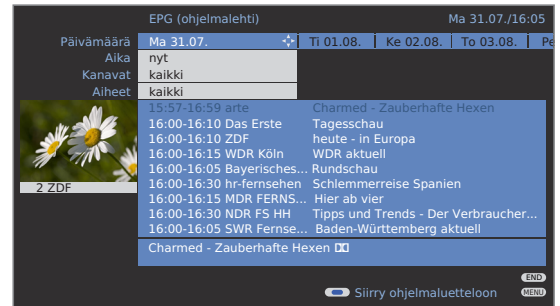 EPG (ohjelmalehti) Ma 31.07./16:05
Päivämäärä Ma 31.07. Ti 01.08. Ke 02.08. To 03.08. Pe
Aika nyt
Kanavat kaikki
Aiheet kaikki
15:57-16:59 arte Charmed - Zauberhafte Hexen
16:00-16:10 Das Erste Tagesschau
16:00-16:10 ZDF heute - in Europa
16:00-16:15 WDR Köln WDR aktuell
16:00-16:05 Bayerisches... Rundschau
16:00-16:30 hr-fernsehen Schlemmerreise Spanien
16:00-16:15 MDR FERNS... Hier ab vier
16:00-16:30 NDR FS HH Tipps und Trends - Der Verbraucher...
16:00-16:05 SWR Fernse... Baden-Württemberg aktuell
2 ZDF
Charmed - Zauberhafte Hexen
END
Siirry ohjelmaluetteloon MENU